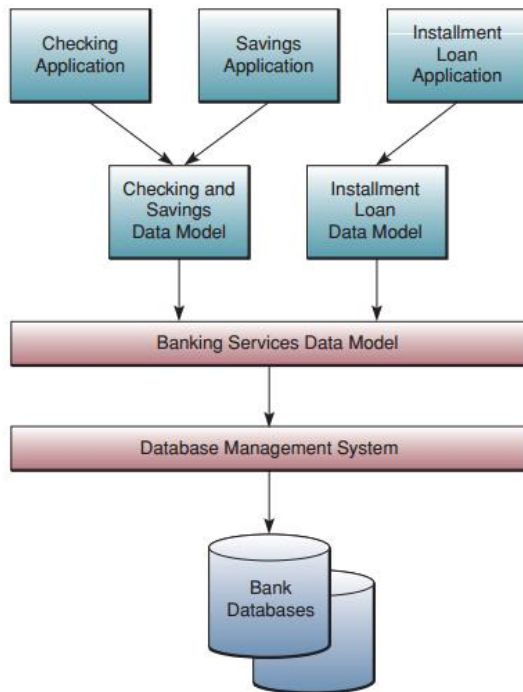 Checking
Application
Savings
Application
Installment
Loan
Application
Checking and
Savings
Data Model
Installment
Loan
Data Model
Banking Services Data Model
Database Management System
Bank
Databases